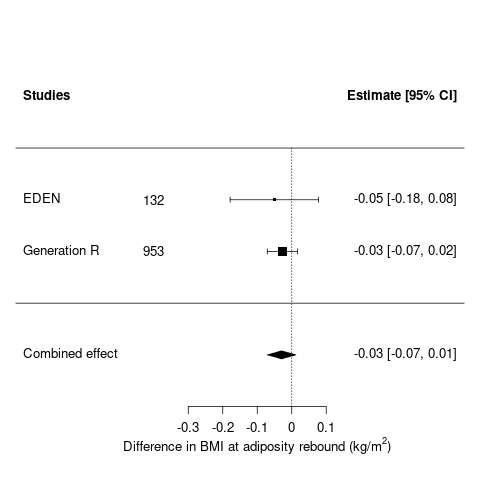 Studies Estimate [95% CI]
EDEN 132 -0.05 [-0.18, 0.08]
Generation R 953 -0.03 [-0.07, 0.02]
Combined effect -0.03 [-0.07, 0.01]
-0.3 -0.2 -0.1 0 0.1
Difference in BMI at adiposity rebound (kg/m²)